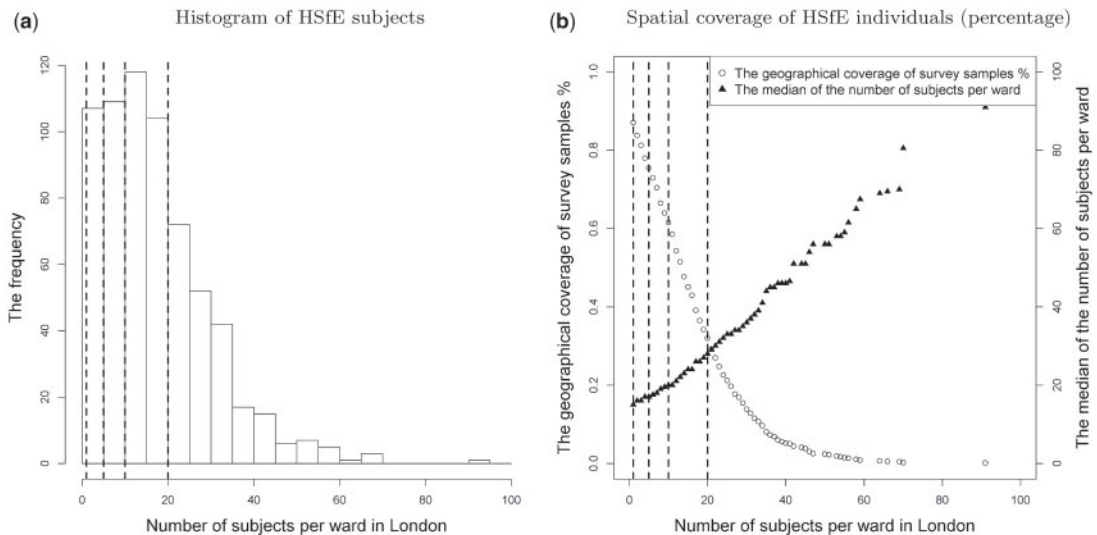 (a) Histogram of HSfE subjects
The frequency
120
100
80
60
40
20
0
0 20 40 60 80 100
Number of subjects per ward in London
(b) Spatial coverage of HSfE individuals (percentage)
The geographical coverage of survey samples %
The median of the number of subjects per ward
The geographical coverage of survey samples %
1.0
0.8
0.6
0.4
0.2
0.0
100
80
60
40
20
0
The median of the number of subjects per ward
0 20 40 60 80 100
Number of subjects per ward in London